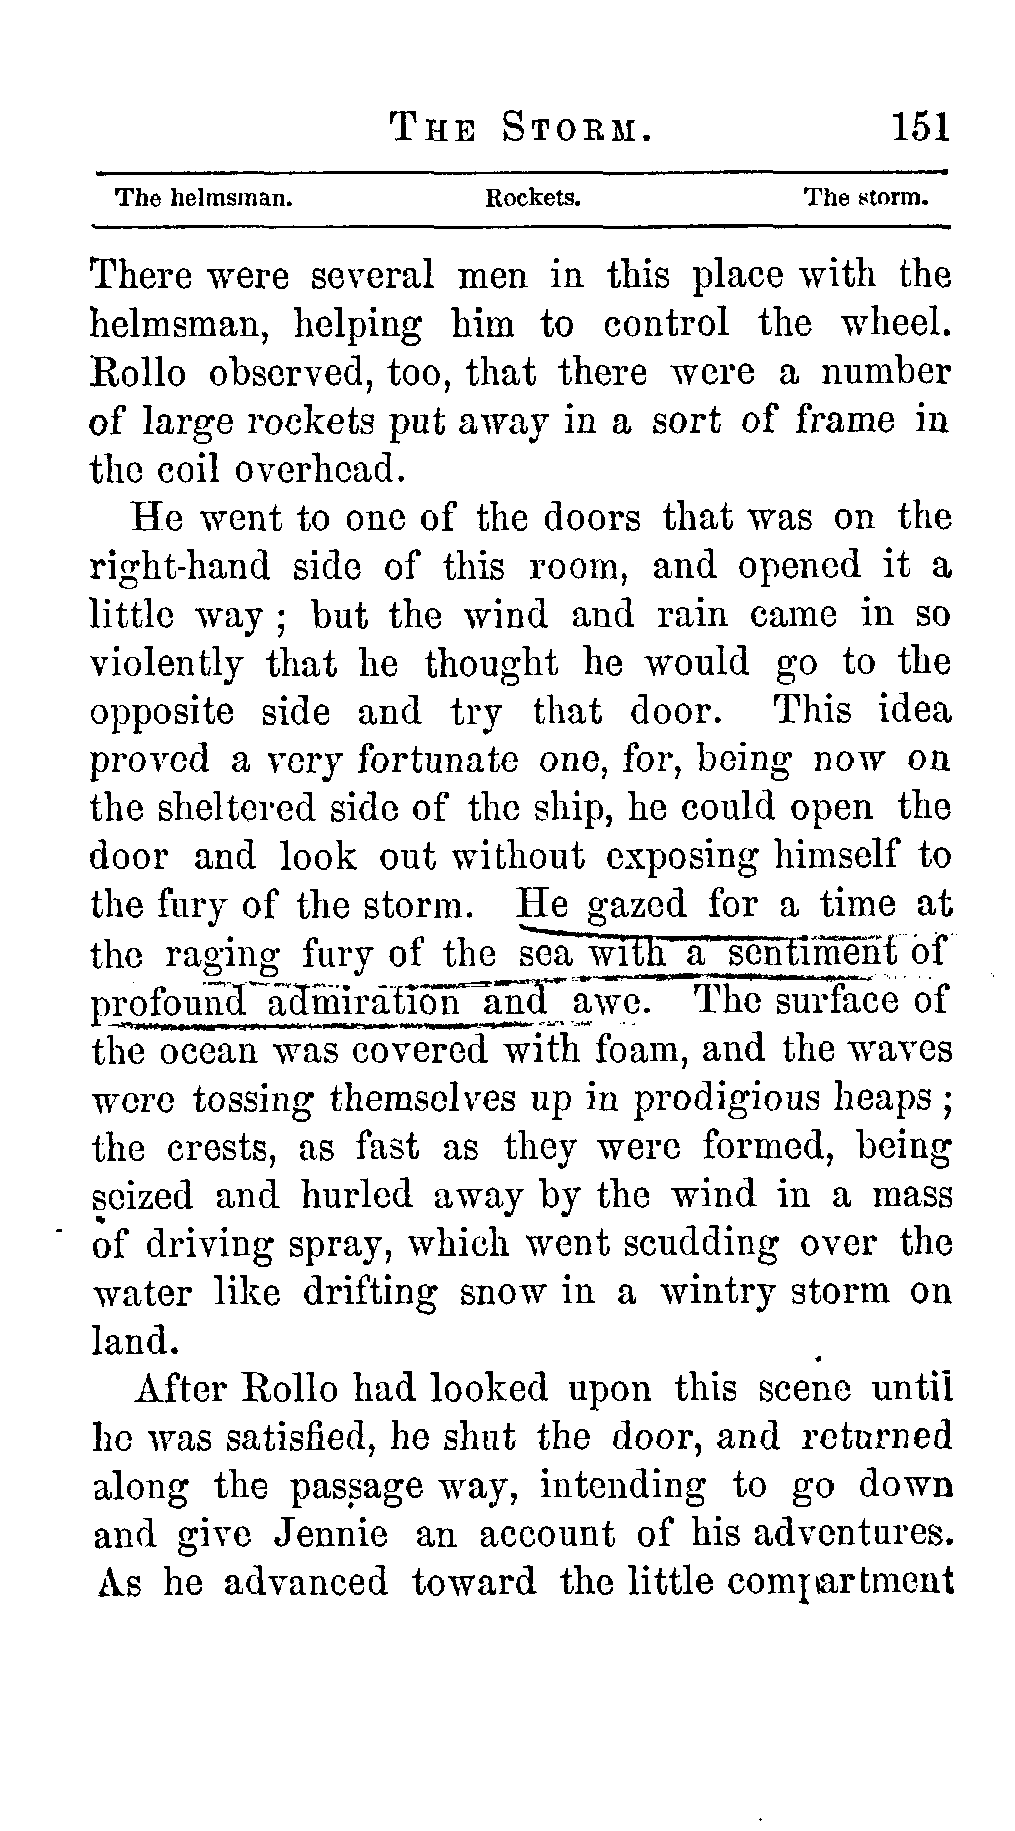 THE STORM. 151
The helmsman. Rockets. The storm.
There were several men in this place with the
helmsman, helping him to control the wheel.
Rollo observed, too, that there were a number
of large rockets put away in a sort of frame in
the coil overhead.
He went to one of the doors that was on the
right-hand side of this room, and opened it a
little way ; but the wind and rain came in so
violently that he thought he would go to the
opposite side and try that door. This idea
proved a very fortunate one, for, being now on
the sheltered side of the ship, he could open the
door and look out without exposing himself to
the fury of the storm. He gazed for a time at
the raging fury of the sea with a sentiment of
profound admiration and awe. The surface of
the ocean was covered with foam, and the waves
were tossing themselves up in prodigious heaps ;
the crests, as fast as they were formed, being
seized and hurled away by the wind in a mass
of driving spray, which went scudding over the
water like drifting snow in a wintry storm on
land.
After Rollo had looked upon this scene until
he was satisfied, he shut the door, and returned
along the passage way, intending to go down
and give Jennie an account of his adventures.
As he advanced toward the little compartment